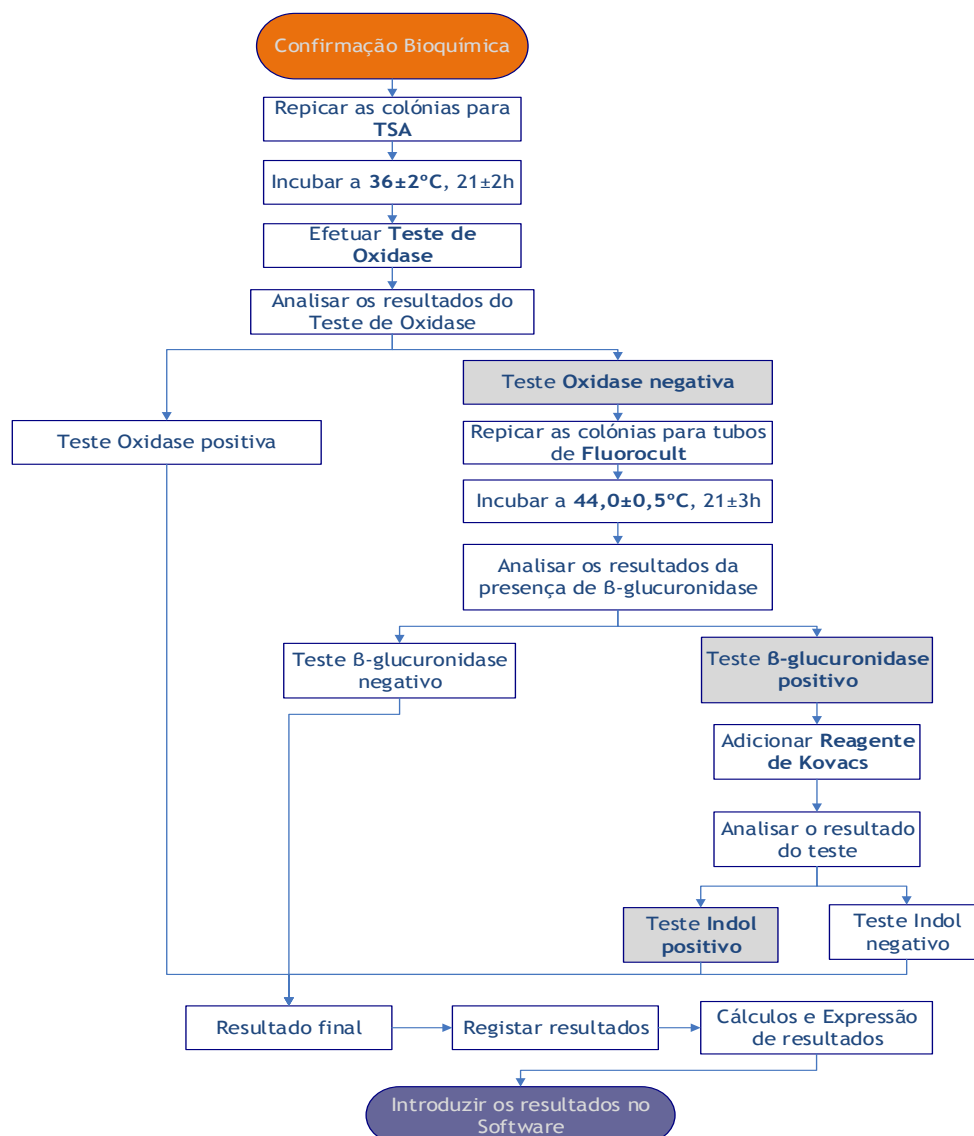 Confirmação Bioquímica
Repicar as colónias para
TSA
Incubar a 36±2ºC, 21±2h
Efetuar Teste de
Oxidase
Analisar os resultados do
Teste de Oxidase
Teste Oxidase negativa
Teste Oxidase positiva
Repicar as colónias para tubos
de Fluorocult
Incubar a 44,0±0,5ºC, 21±3h
Analisar os resultados da
presença de ß-glucuronidase
Teste ß-glucuronidase
negativo
Teste ß-glucuronidase
positivo
Adicionar Reagente
de Kovacs
Analisar o resultado
do teste
Teste Indol
positivo
Teste Indol
negativo
Resultado final
Registar resultados
Cálculos e Expressão
de resultados
Introduzir os resultados no
Software